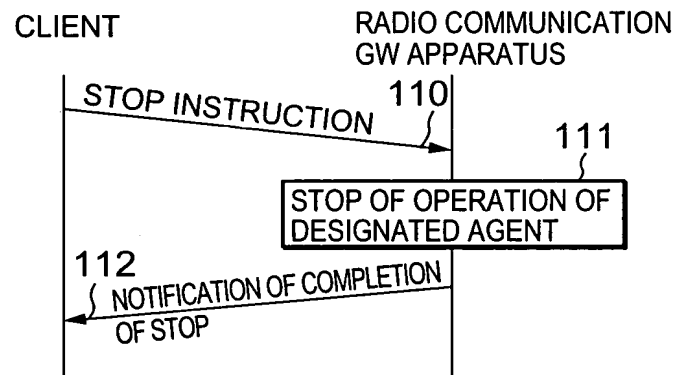 CLIENT
RADIO COMMUNICATION
GW APPARATUS
STOP INSTRUCTION
110
111
STOP OF OPERATION OF
DESIGNATED AGENT
112
NOTIFICATION OF COMPLETION
OF STOP